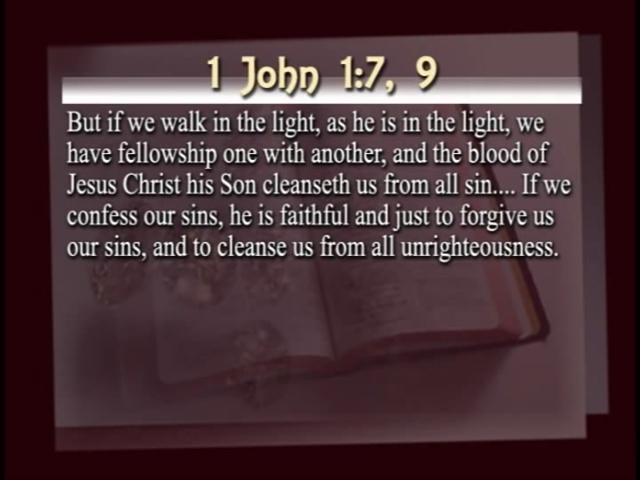 1 John 1:7, 9
But if we walk in the light, as he is in the light, we
have fellowship one with another, and the blood of
Jesus Christ his Son cleanseth us from all sin.... If we
confess our sins, he is faithful and just to forgive us
our sins, and to cleanse us from all unrighteousness.